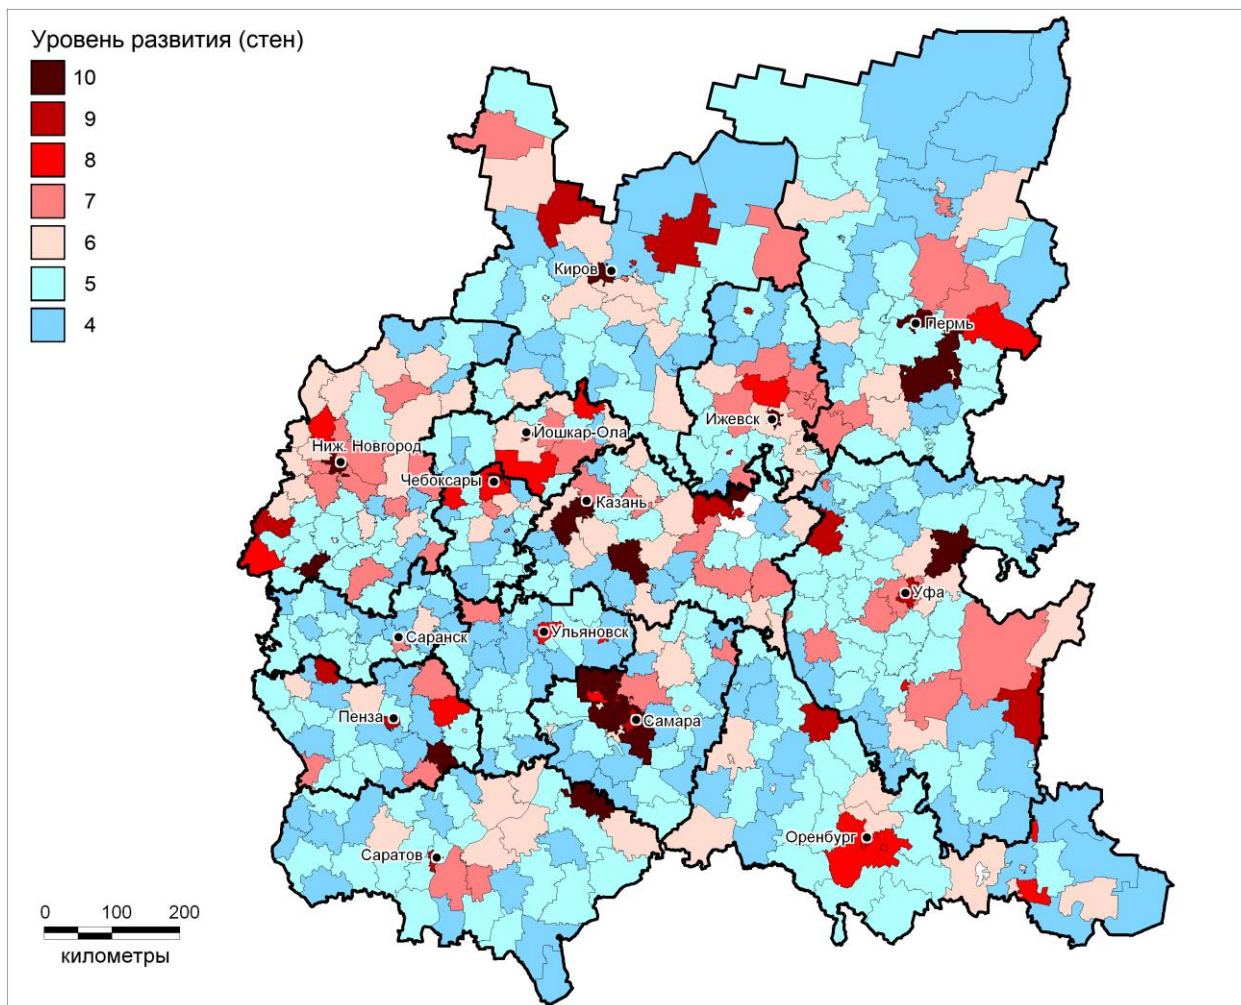 Уровень развития (стен)
10
9
8
7
6
5
4
Киров
Пермь
Ижевск
Йошкар-Ола
Ниж. Новгород
Чебоксары
Казань
Уфа
Саранск
Ульяновск
Пенза
Самара
Оренбург
Саратов
0 100 200
километры